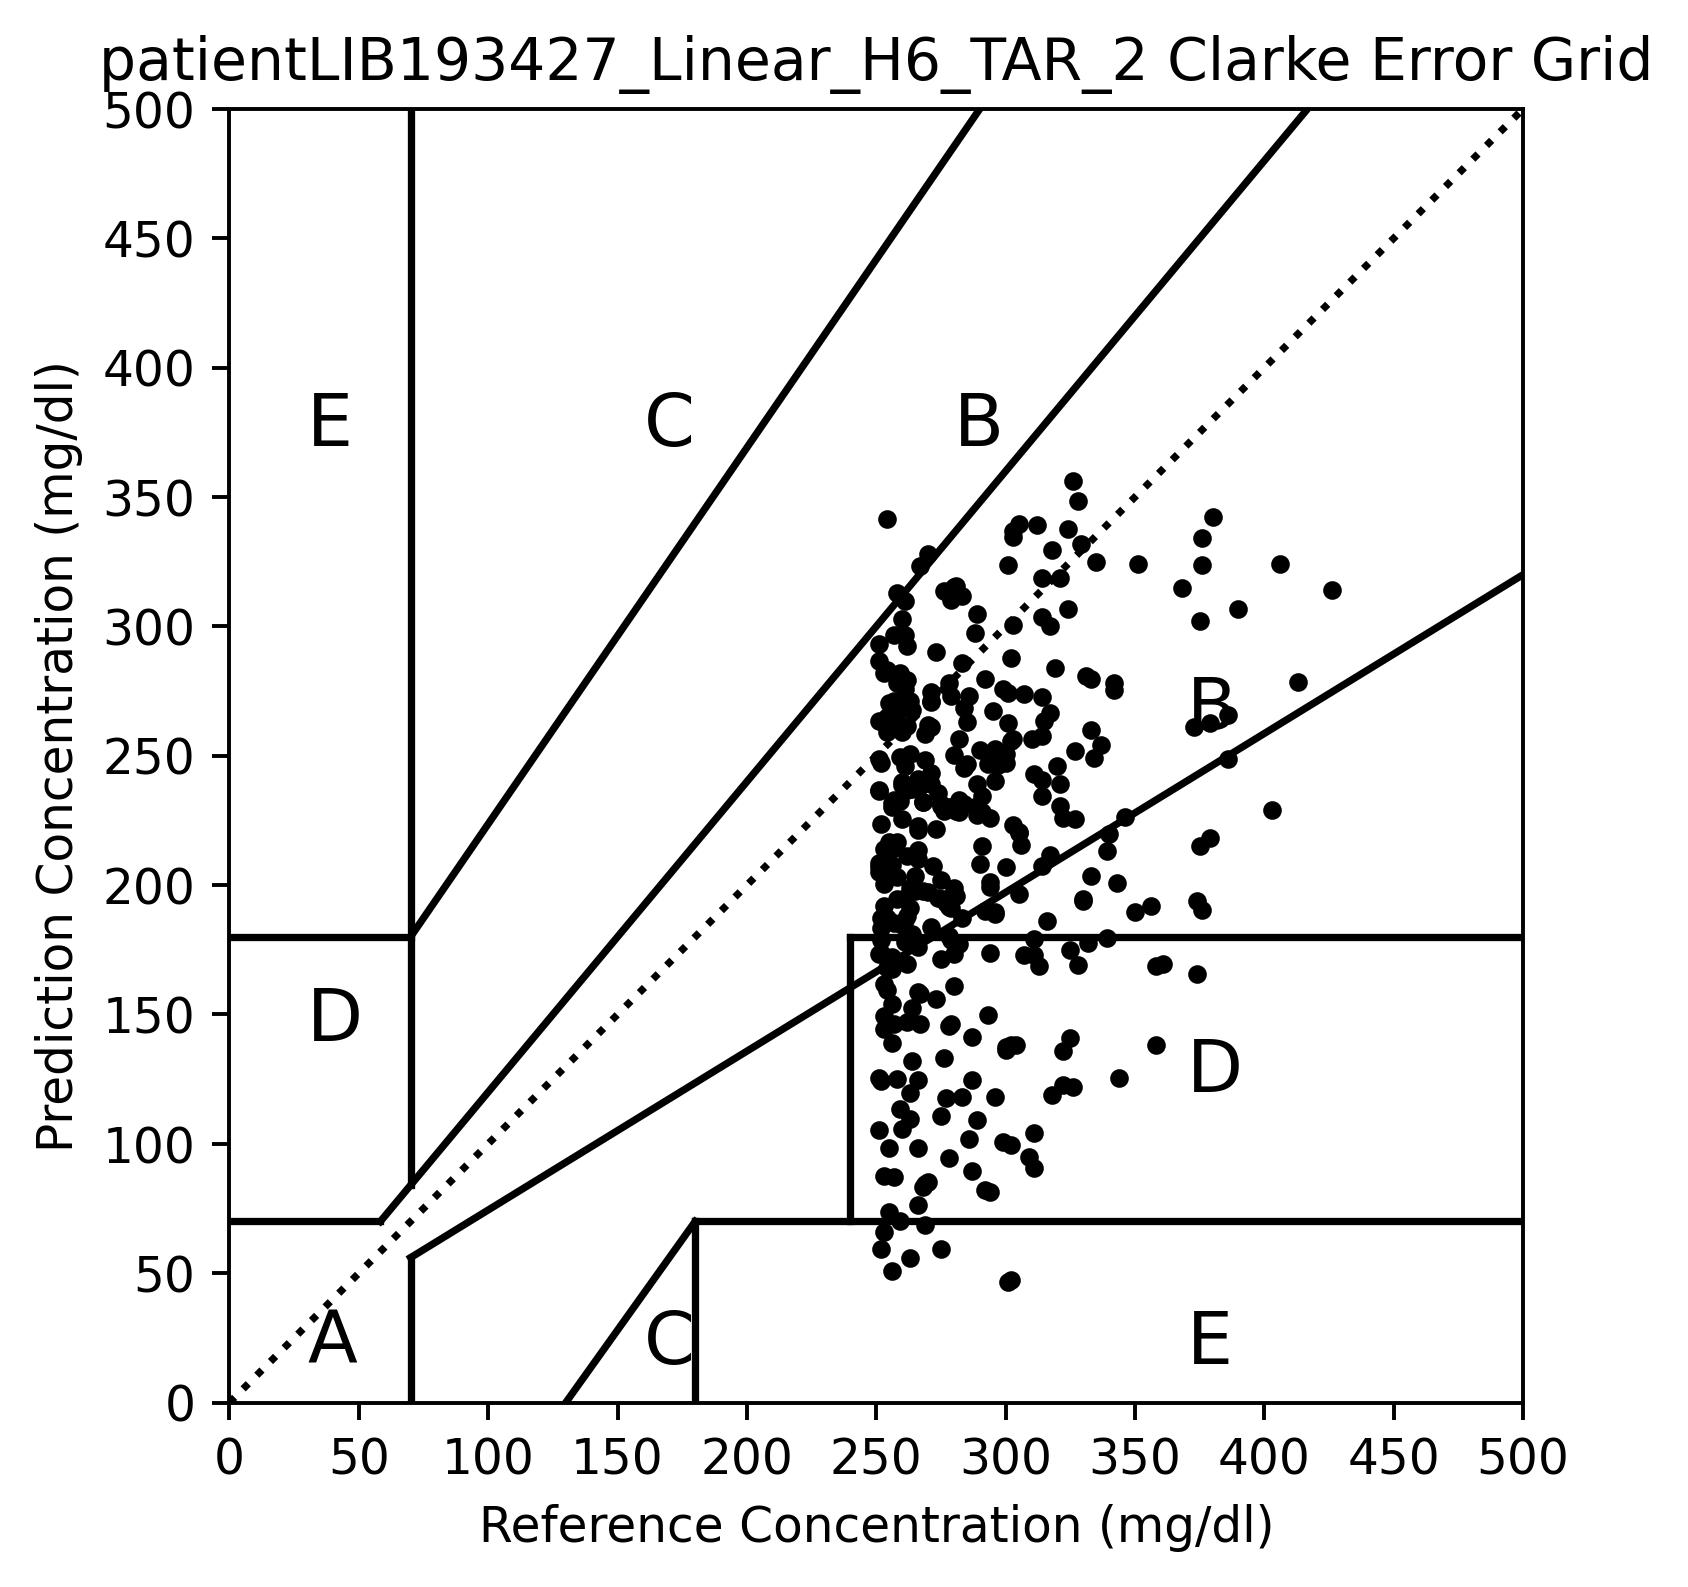 patientLIB193427_Linear_H6_TAR_2 Clarke Error Grid
500
450
400
350
300
250
200
150
100
50
0
Prediction Concentration (mg/dl)
E
C
B
B
D
D
A
C
E
0 50 100 150 200 250 300 350 400 450 500
Reference Concentration (mg/dl)